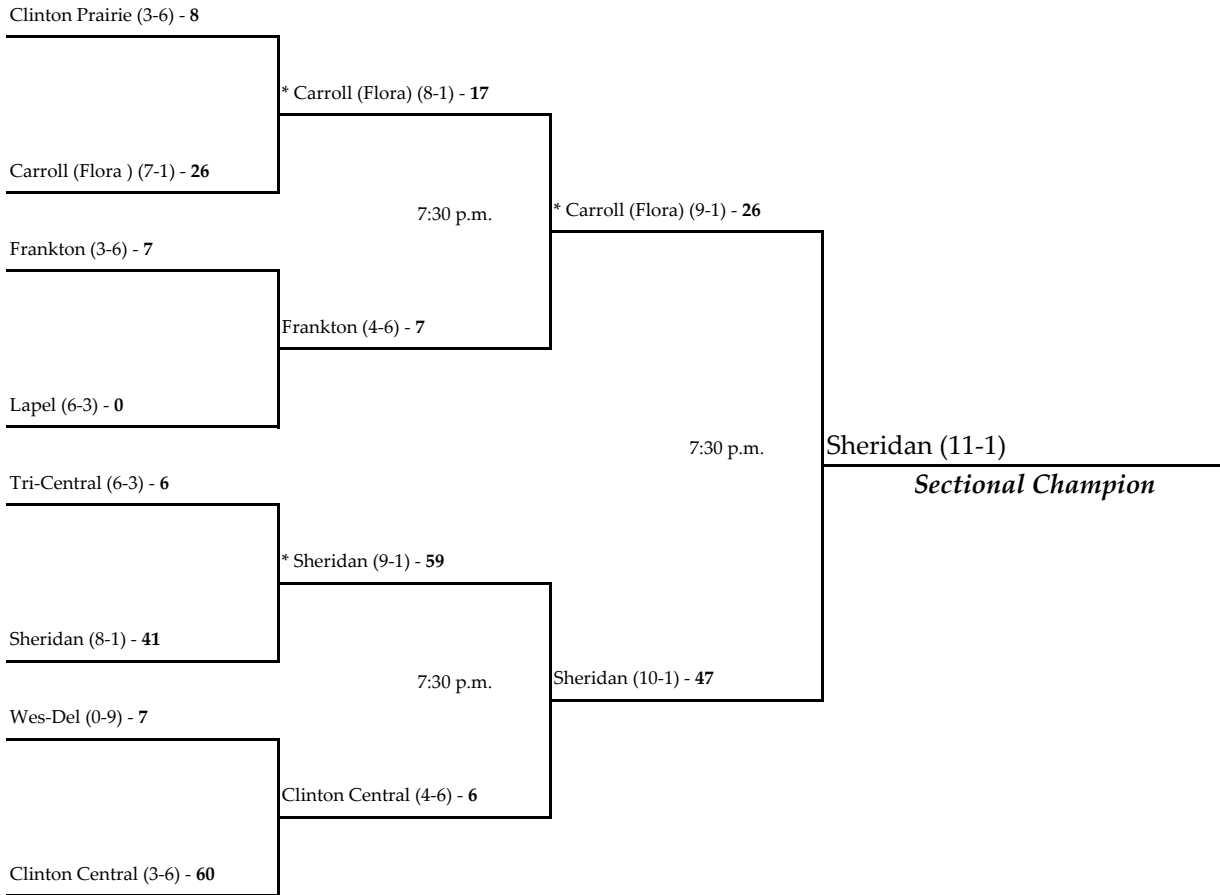 Clinton Prairie (3-6) - 8
* Carroll (Flora) (8-1) - 17
Carroll (Flora ) (7-1) - 26
7:30 p.m.
* Carroll (Flora) (9-1) - 26
Frankton (3-6) - 7
Frankton (4-6) - 7
Lapel (6-3) - 0
7:30 p.m.
Sheridan (11-1)
Sectional Champion
Tri-Central (6-3) - 6
* Sheridan (9-1) - 59
Sheridan (8-1) - 41
7:30 p.m.
Sheridan (10-1) - 47
Wes-Del (0-9) - 7
Clinton Central (4-6) - 6
Clinton Central (3-6) - 60